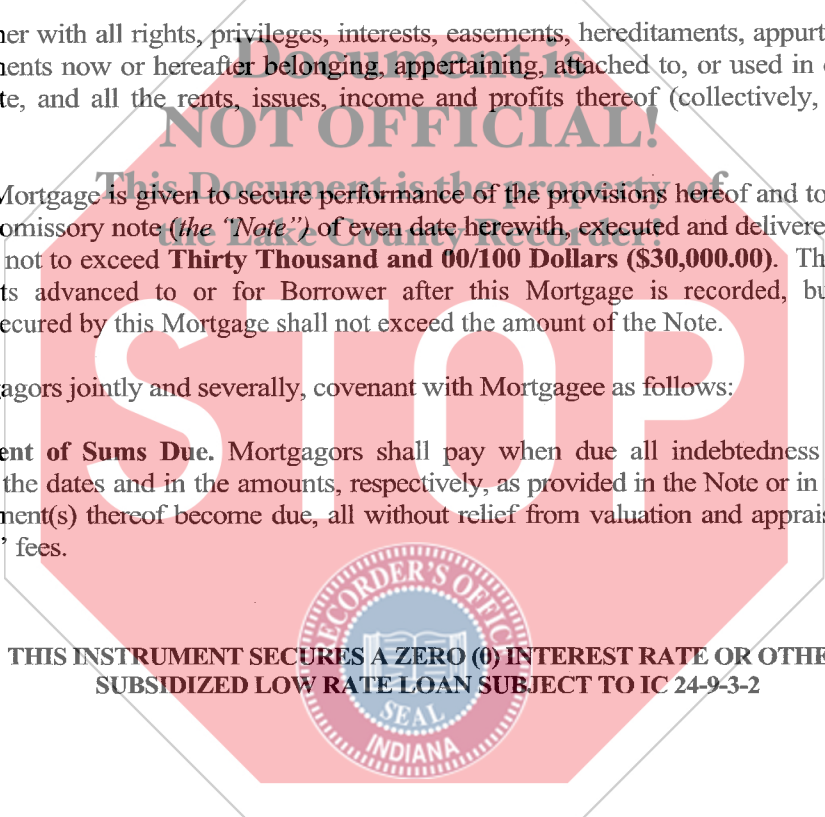 Document is
NOT OFFICIAL!
This Document is the property of
the Lake County Recorder!
STOP
ner with all rights, privileges, interests, easements, hereditaments, appurt
nents now or hereafter belonging, appertaining, attached to, or used in
te, and all the rents, issues, income and profits thereof (collectively,
Mortgage is given to secure performance of the provisions hereof and to
omissory note (the "Note") of even date herewith, executed and delivere
not to exceed Thirty Thousand and 00/100 Dollars ($30,000.00). Th
ts advanced to or for Borrower after this Mortgage is recorded, bu
ecured by this Mortgage shall not exceed the amount of the Note.
agors jointly and severally, covenant with Mortgagee as follows:
ent of Sums Due. Mortgagors shall pay when due all indebtedness
the dates and in the amounts, respectively, as provided in the Note or in
ment(s) thereof become due, all without relief from valuation and apprais
' fees.
THIS INSTRUMENT SECURES A ZERO (0) INTEREST RATE OR OTHE
SUBSIDIZED LOW RATE LOAN SUBJECT TO IC 24-9-3-2
RECORDER'S OFFICE
SEAL
INDIANA